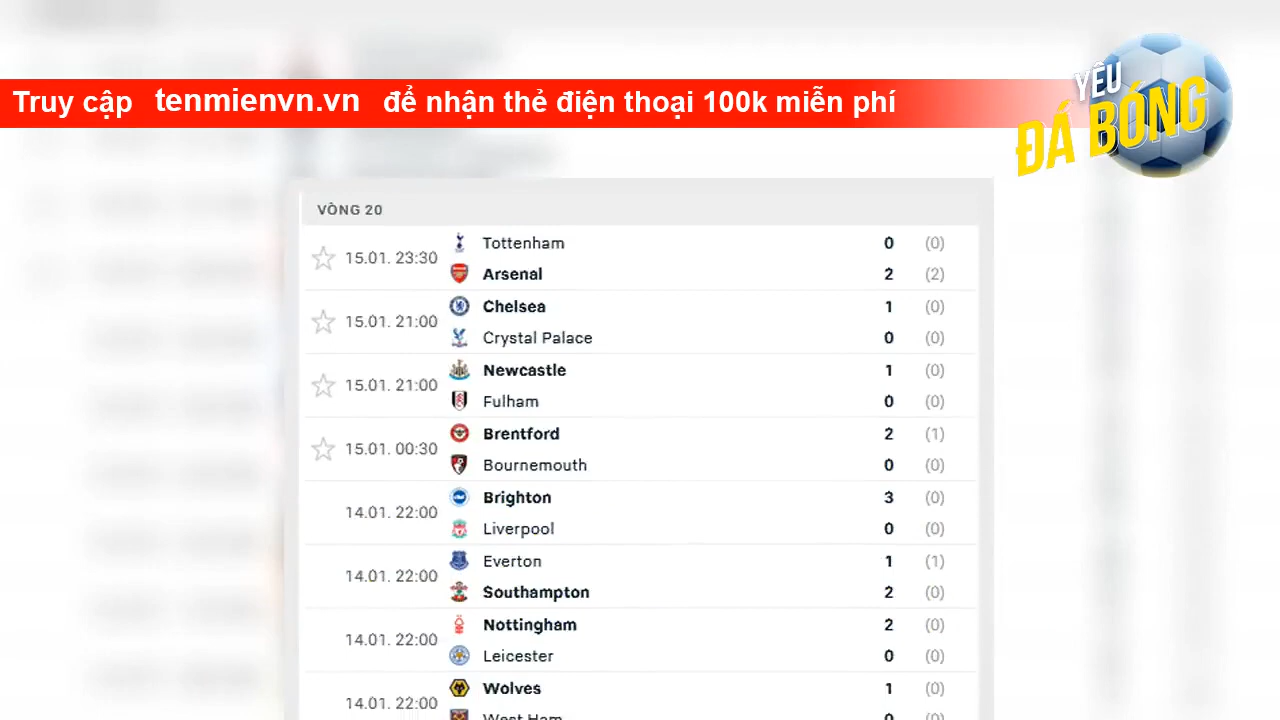 YÊU
ĐÁ BÓNG
Truy cập tenmienvn.vn để nhận thẻ điện thoại 100k miễn phí
VÒNG 20
15.01. 23:30 Tottenham 0 (0)
Arsenal 2 (2)
15.01. 21:00 Chelsea 1 (0)
Crystal Palace 0 (0)
15.01. 21:00 Newcastle 1 (0)
Fulham 0 (0)
15.01. 00:30 Brentford 2 (1)
Bournemouth 0 (0)
14.01. 22:00 Brighton 3 (0)
Liverpool 0 (0)
14.01. 22:00 Everton 1 (1)
Southampton 2 (0)
14.01. 22:00 Nottingham 2 (0)
Leicester 0 (0)
14.01. 22:00 Wolves 1 (0)
West Ham 0 (0)